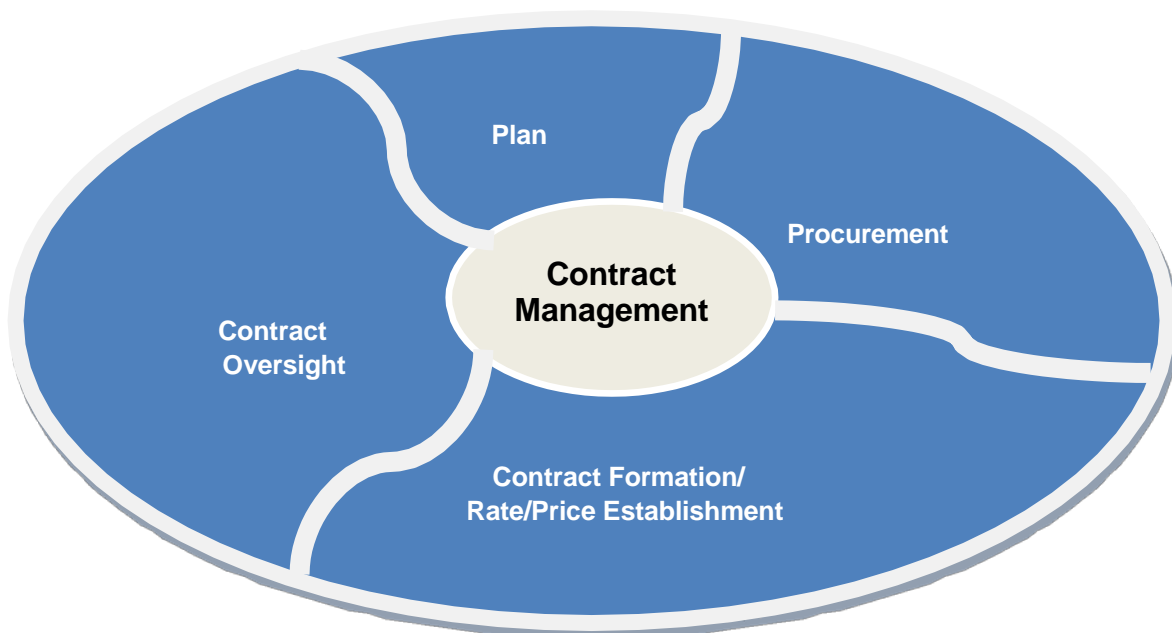 Plan
Procurement
Contract
Management
Contract
Oversight
Contract Formation/
Rate/Price Establishment